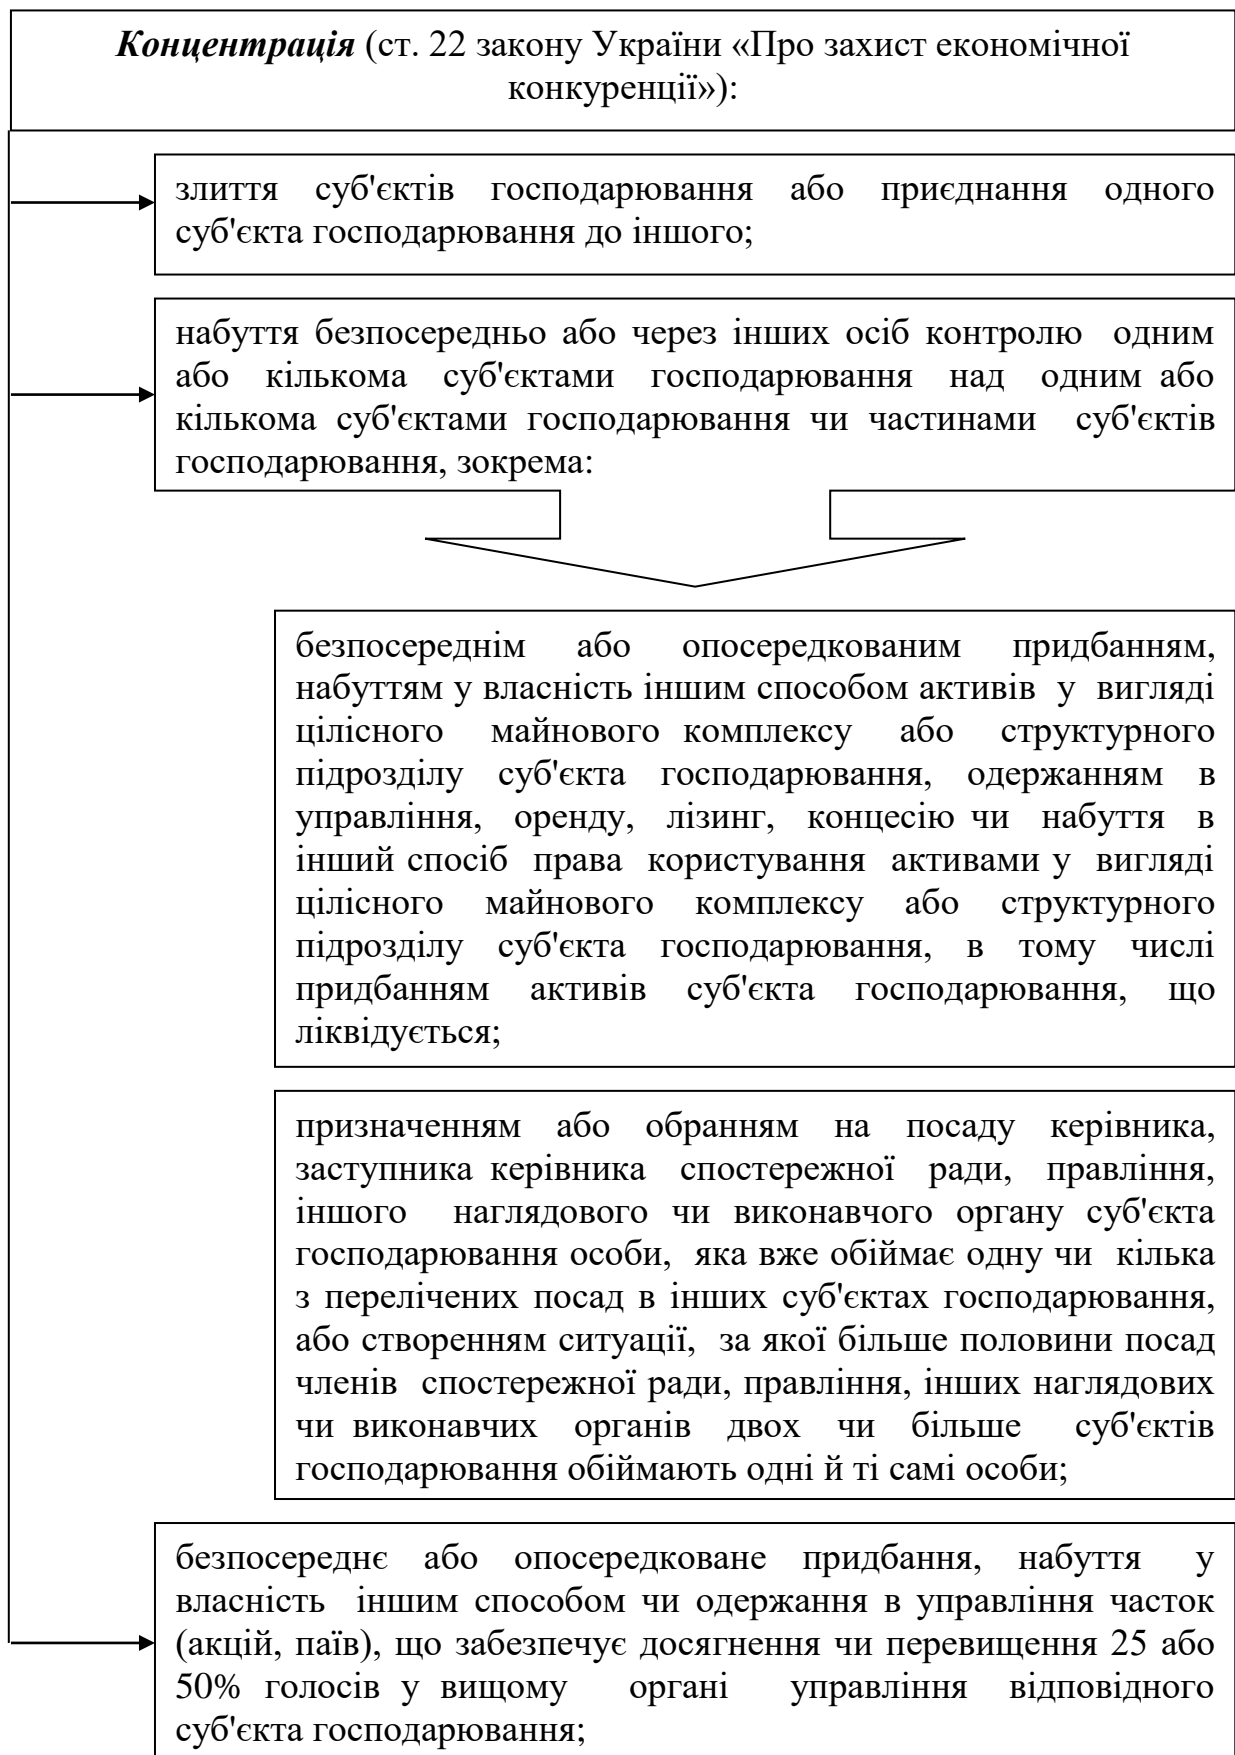 Концентрація (ст. 22 закону України «Про захист економічної
конкуренції»):
злиття суб'єктів господарювання або приєднання одного
суб'єкта господарювання до іншого;
набуття безпосередньо або через інших осіб контролю одним
або кількома суб'єктами господарювання над одним або
кількома суб'єктами господарювання чи частинами суб'єктів
господарювання, зокрема:
безпосереднім або опосередкованим придбанням,
набуттям у власність іншим способом активів у вигляді
цілісного майнового комплексу або структурного
підрозділу суб'єкта господарювання, одержанням в
управління, оренду, лізинг, концесію чи набуття в
інший спосіб права користування активами у вигляді
цілісного майнового комплексу або структурного
підрозділу суб'єкта господарювання, в тому числі
придбанням активів суб'єкта господарювання, що
ліквідується;
призначенням або обранням на посаду керівника,
заступника керівника спостережної ради, правління,
іншого наглядового чи виконавчого органу суб'єкта
господарювання особи, яка вже обіймає одну чи кілька
з перелічених посад в інших суб'єктах господарювання,
або створенням ситуації, за якої більше половини посад
членів спостережної ради, правління, інших наглядових
чи виконавчих органів двох чи більше суб'єктів
господарювання обіймають одні й ті самі особи;
безпосереднє або опосередковане придбання, набуття у
власність іншим способом чи одержання в управління часток
(акцій, паїв), що забезпечує досягнення чи перевищення 25 або
50% голосів у вищому органі управління відповідного
суб'єкта господарювання;